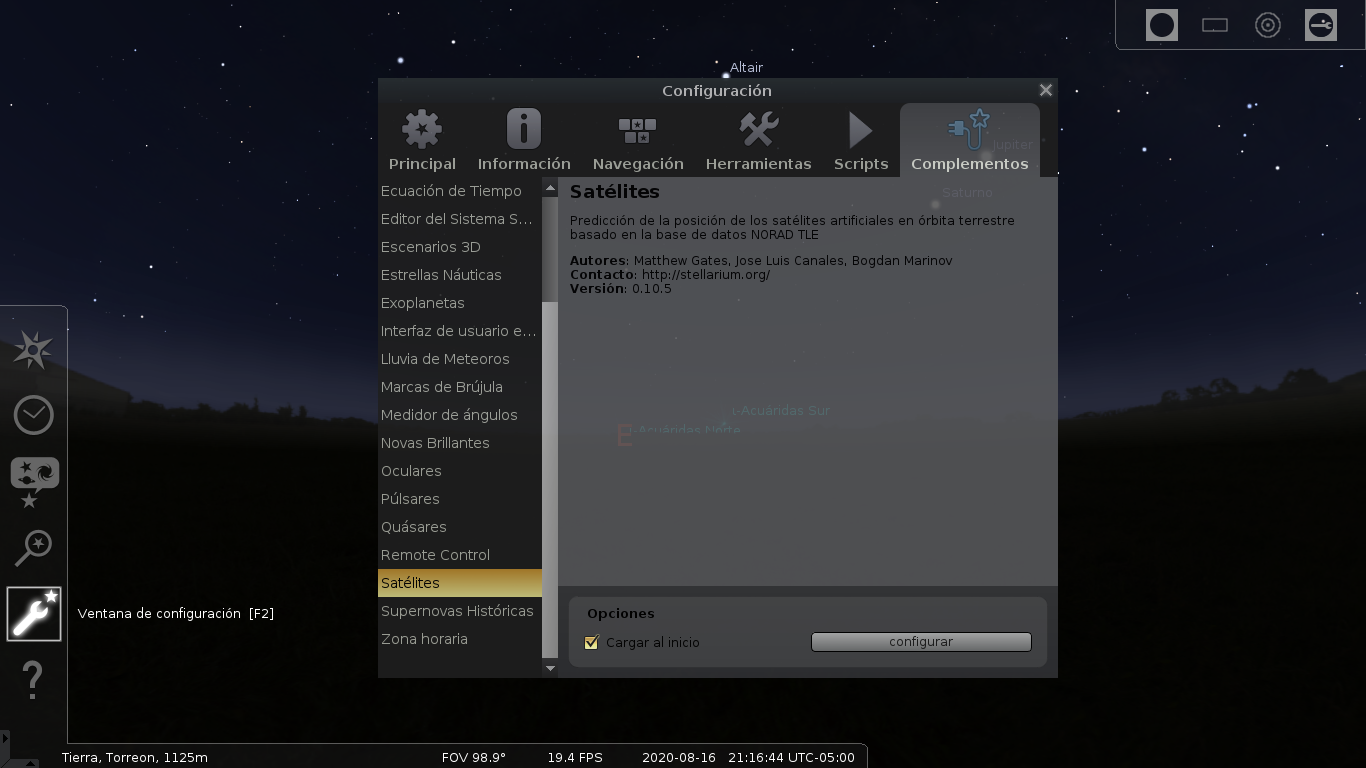 Altair
Configuración
Principal
Información
Navegación
Herramientas
Scripts
Complementos
Jupiter
Saturno
Ecuación de Tiempo
Editor del Sistema S...
Escenarios 3D
Estrellas Náuticas
Exoplanetas
Interfaz de usuario e...
Lluvia de Meteoros
Marcas de Brújula
Medidor de ángulos
Novas Brillantes
Oculares
Púlsares
Quásares
Remote Control
Satélites
Supernovas Históricas
Zona horaria
Satélites
Predicción de la posición de los satélites artificiales en órbita terrestre
basado en la base de datos NORAD TLE
Autores: Matthew Gates, Jose Luis Canales, Bogdan Marinov
Contacto: http://stellarium.org/
Versión: 0.10.5
-Acuándas Sur
-Acuándas Norte
E
Opciones
Cargar al inicio
configurar
Ventana de configuración [F2]
Tierra, Torreon, 1125m
FOV 98.9°
19.4 FPS
2020-08-16
21:16:44 UTC-05:00